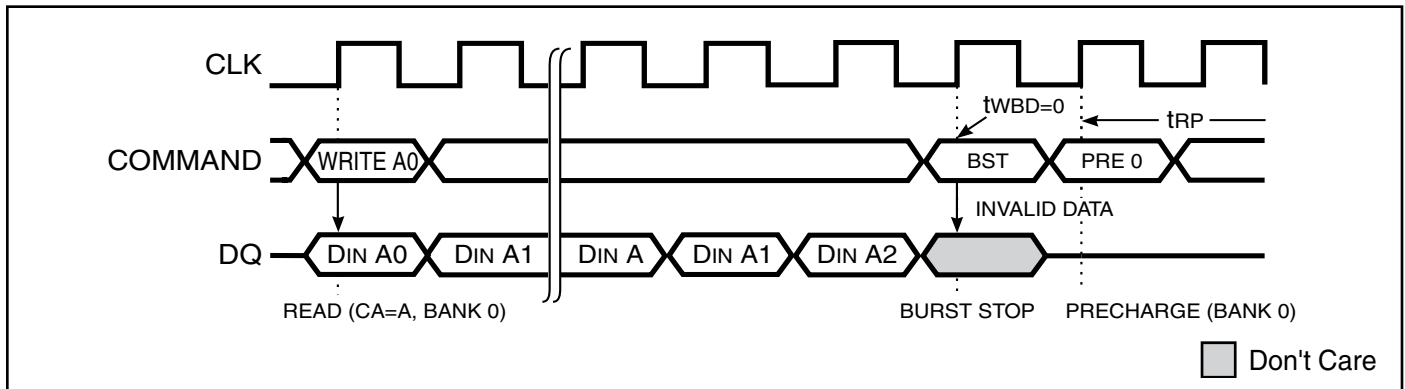 CLK
tWBD=0
tRP
COMMAND
WRITE A0
BST
PRE 0
INVALID DATA
DQ
DIN A0
DIN A1
DIN A
DIN A1
DIN A2
READ (CA=A, BANK 0)
BURST STOP
PRECHARGE (BANK 0)
Don't Care